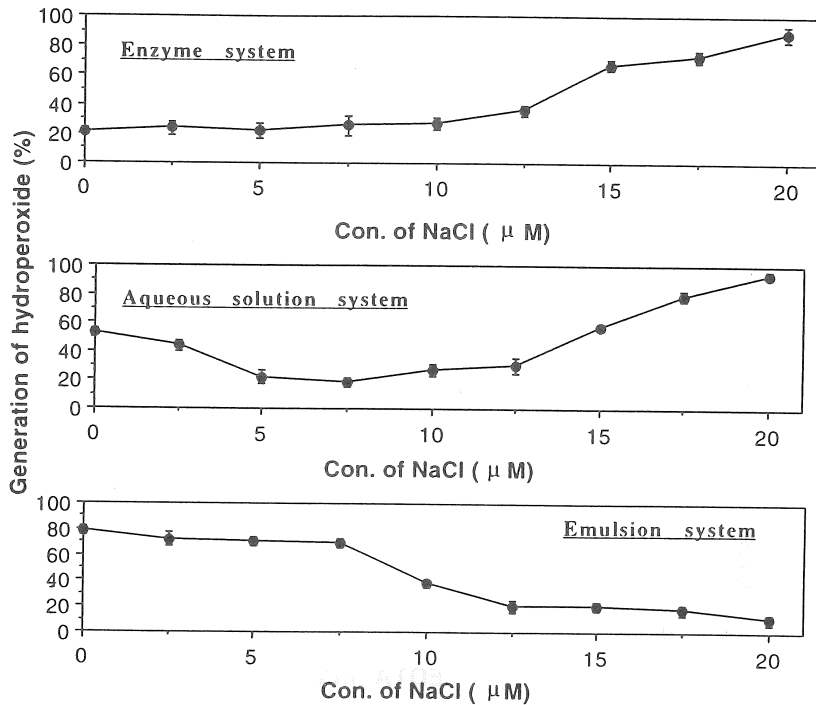 Generation of hydroperoxide (%)
100
80
60
40
20
0
Enzyme system
0 5 10 15 20
Con. of NaCl ( μ M)
100
80
60
40
20
0
Aqueous solution system
0 5 10 15 20
Con. of NaCl ( μ M)
100
80
60
40
20
0
Emulsion system
0 5 10 15 20
Con. of NaCl ( μM)